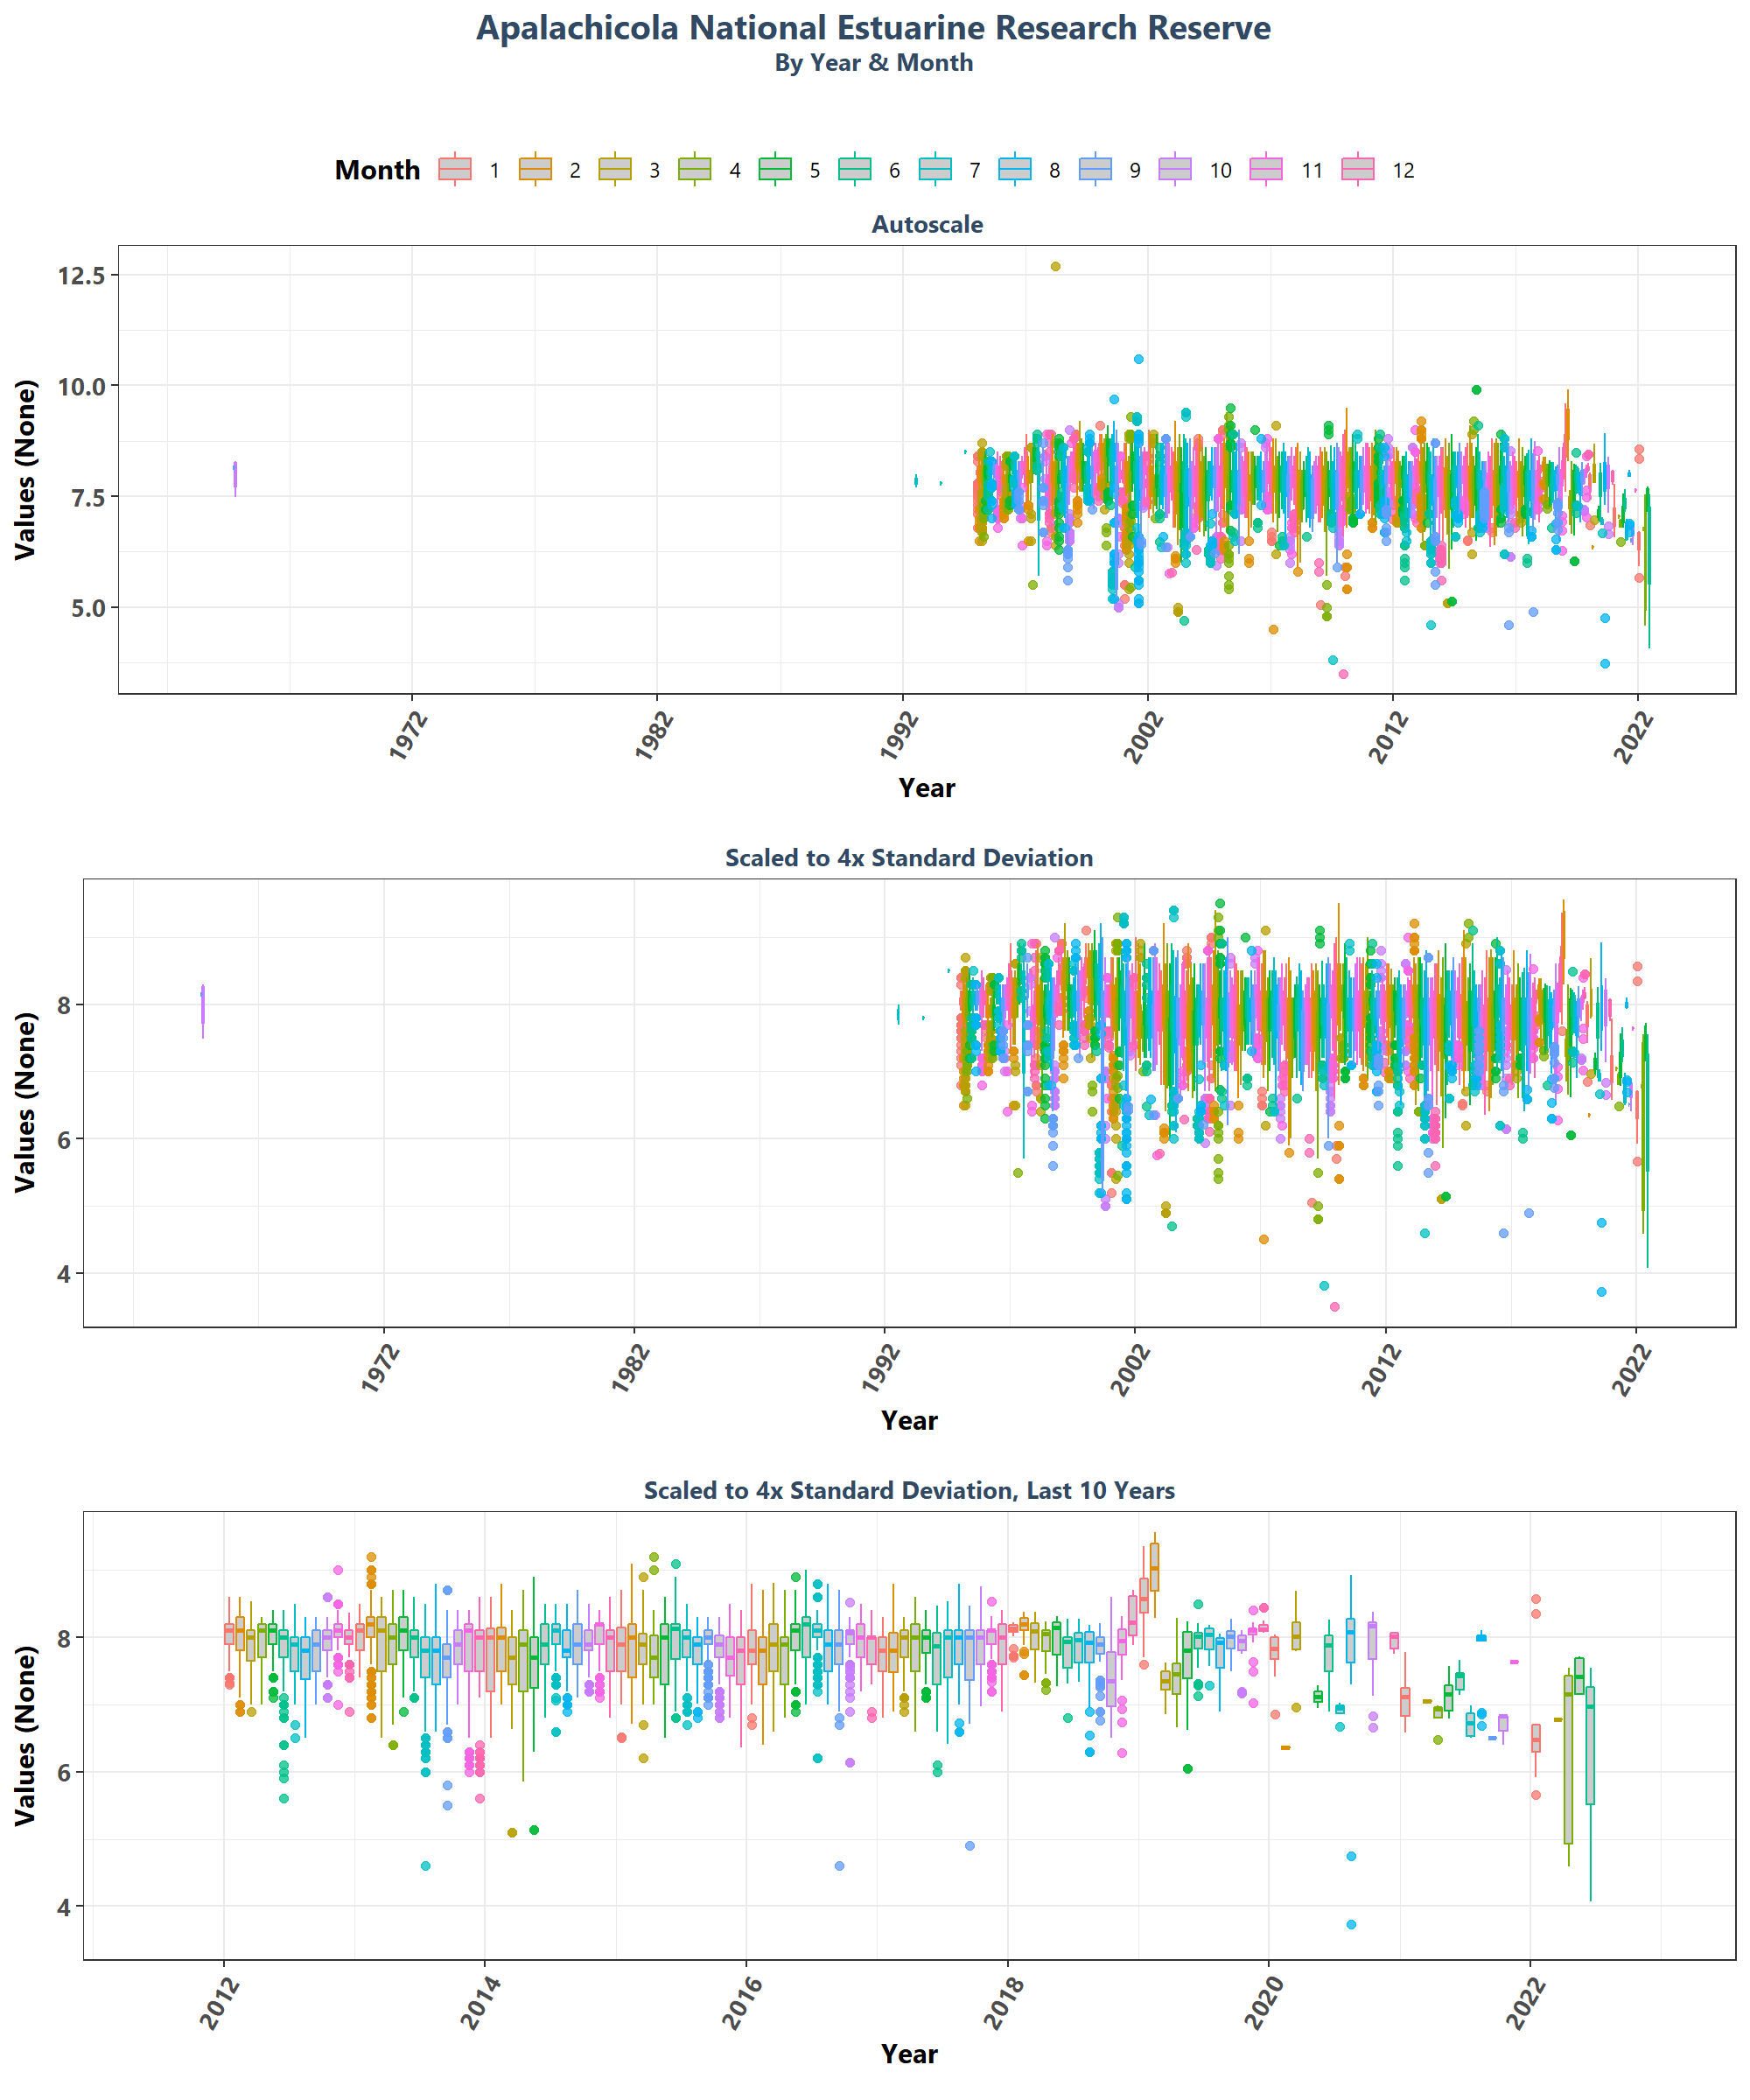 Apalachicola National Estuarine Research Reserve
By Year & Month
Month 1 2 3 4 5 6 7 8 9 10 11 12
Autoscale
Values (None)
12.5
10.0
7.5
5.0
1972 1982 1992 2002 2012 2022
Year
Scaled to 4x Standard Deviation
Values (None)
8
6
4
1972 1982 1992 2002 2012 2022
Year
Scaled to 4x Standard Deviation, Last 10 Years
Values (None)
8
6
4
2012 2014 2016 2018 2020 2022
Year